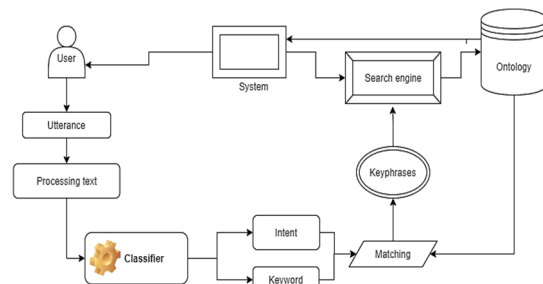 User
System
Search engine
Ontology
Utterance
Processing text
Keyphrases
Classifier
Intent
Keyword
Matching